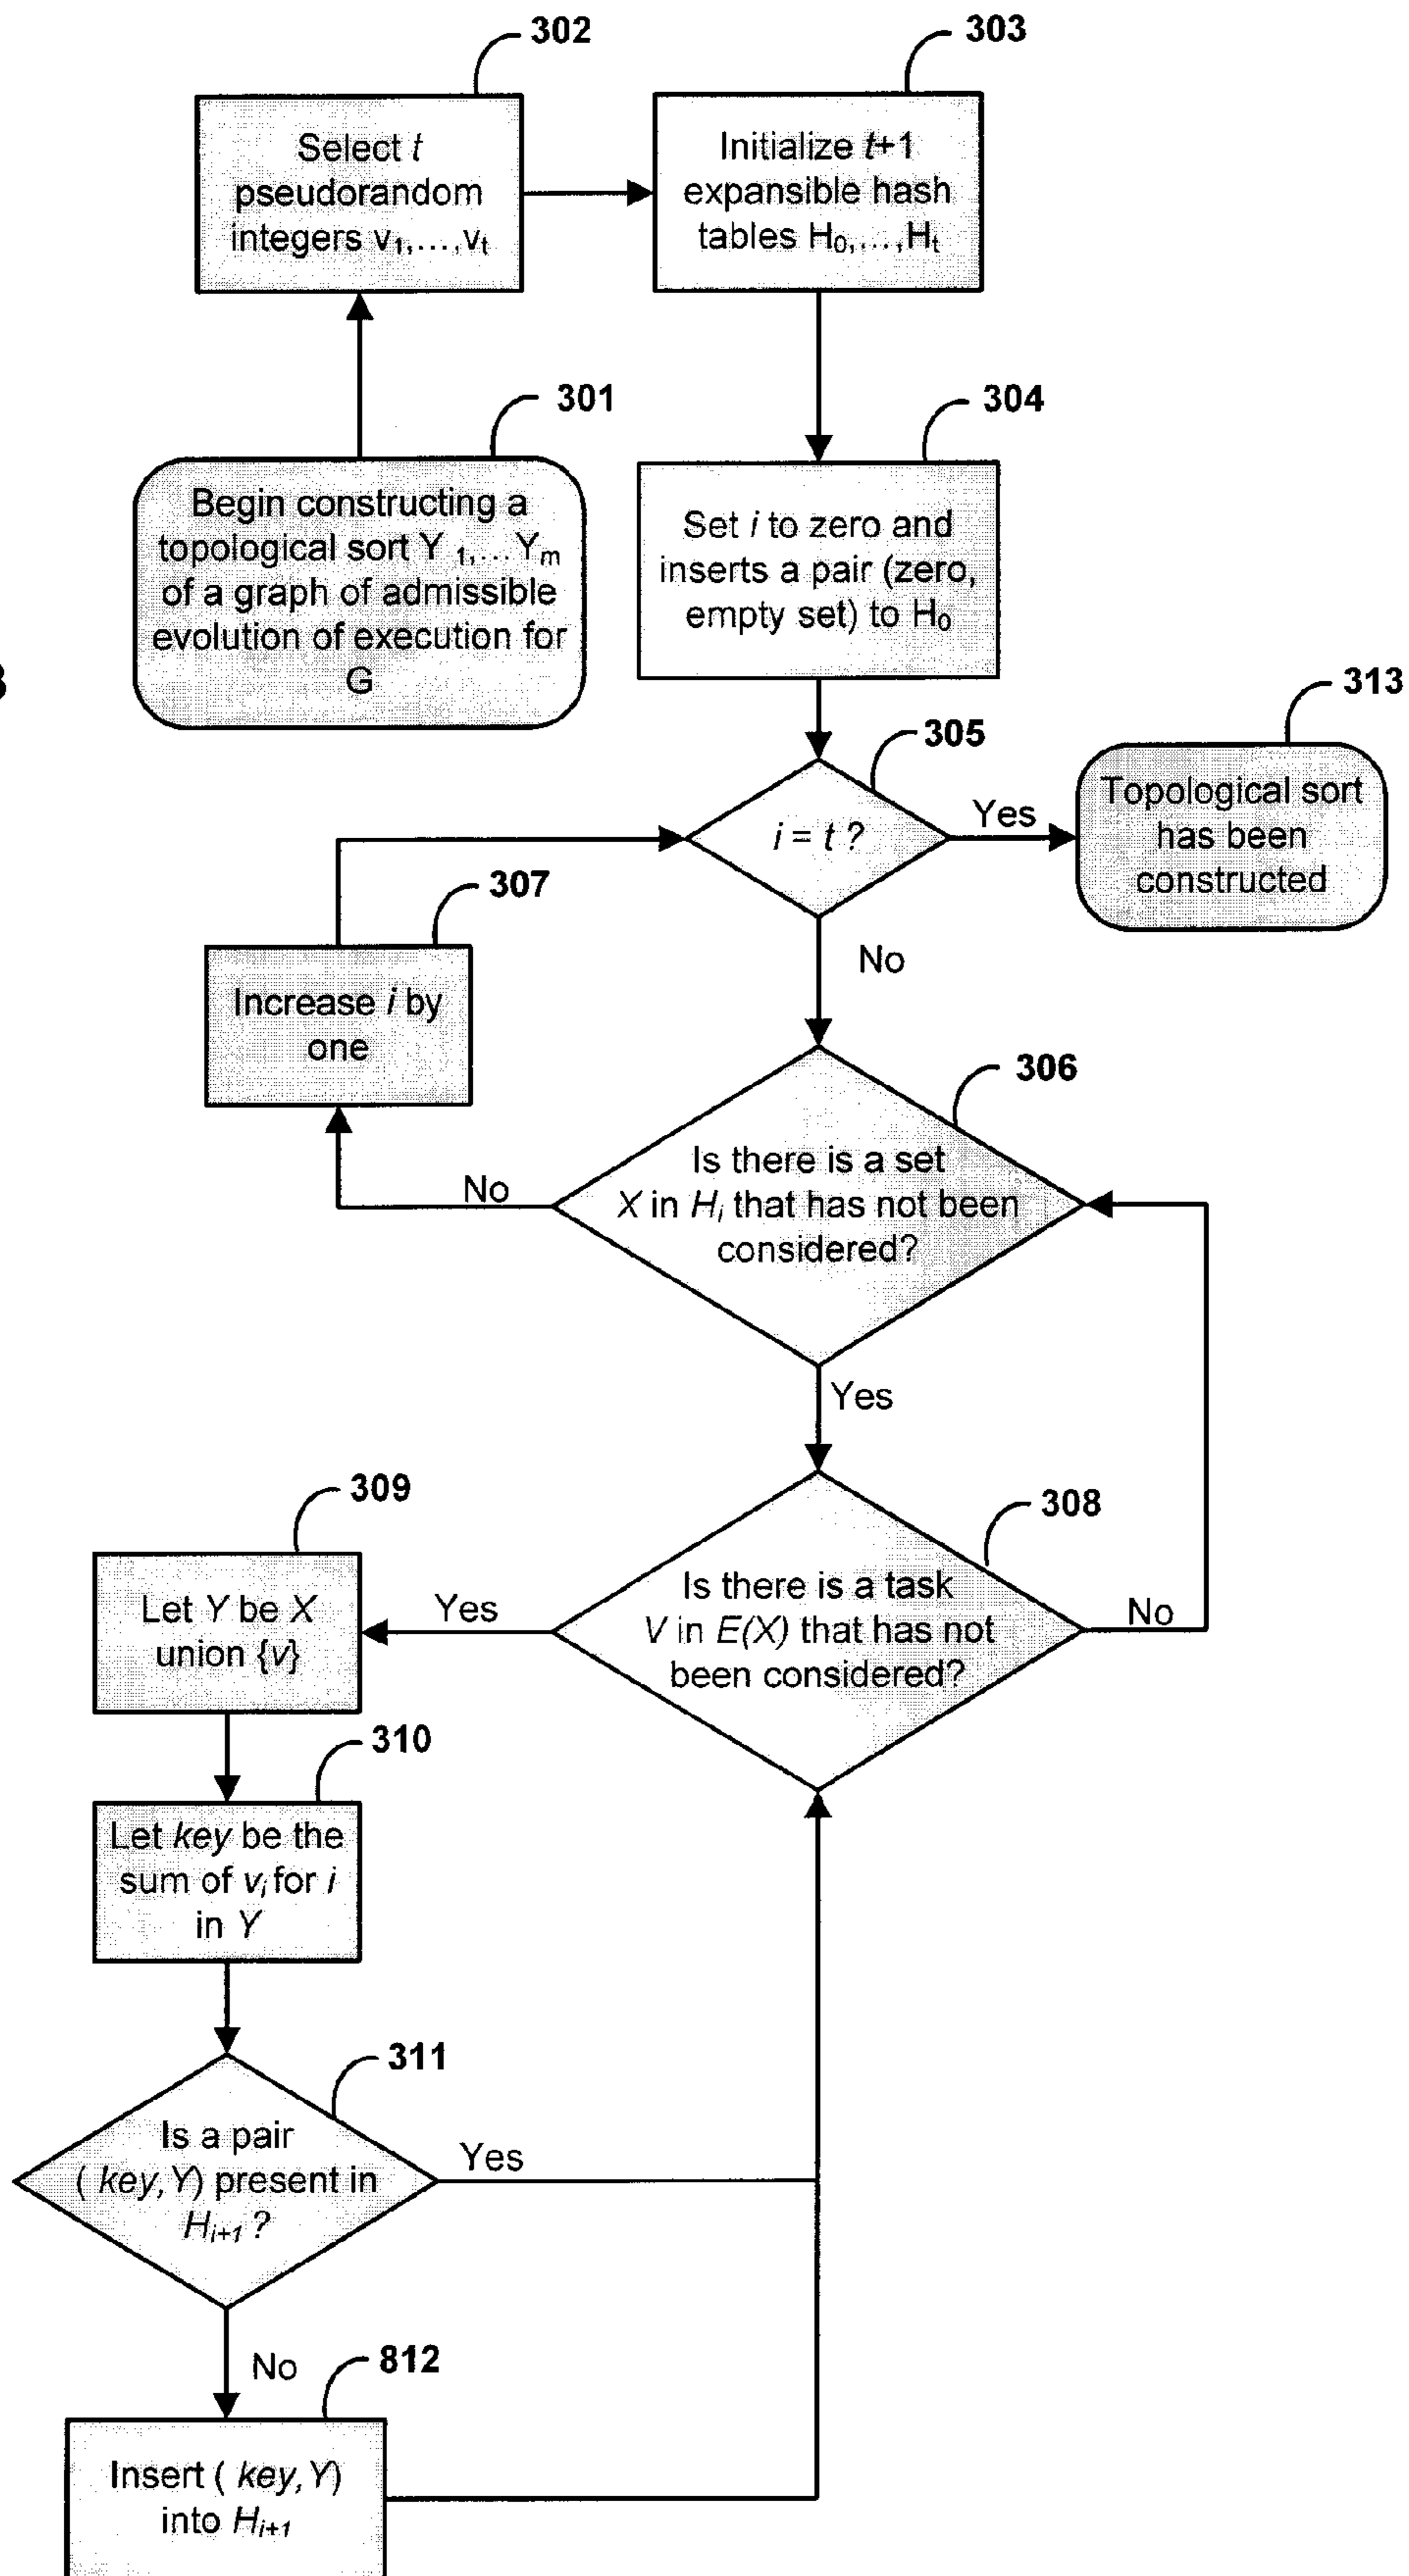 302
303
Select t
pseudorandom
integers v₁,...,vₜ
Initialize t+1
expansible hash
tables H₀,...,Hₜ
301
304
Begin constructing a
topological sort Y ₁,...Yₘ
of a graph of admissible
evolution of execution for
G
Set i to zero and
inserts a pair (zero,
empty set) to H₀
313
305
i = t ?
Yes
Topological sort
has been
constructed
307
No
Increase i by
one
306
Is there is a set
X in Hᵢ that has not been
considered?
No
Yes
309
308
Let Y be X
union {v}
Yes
Is there is a task
V in E(X) that has not
been considered?
No
310
Let key be the
sum of vᵢ for i
in Y
311
Is a pair
( key, Y) present in
Hᵢ₊₁ ?
Yes
No
812
Insert ( key, Y)
into Hᵢ₊₁